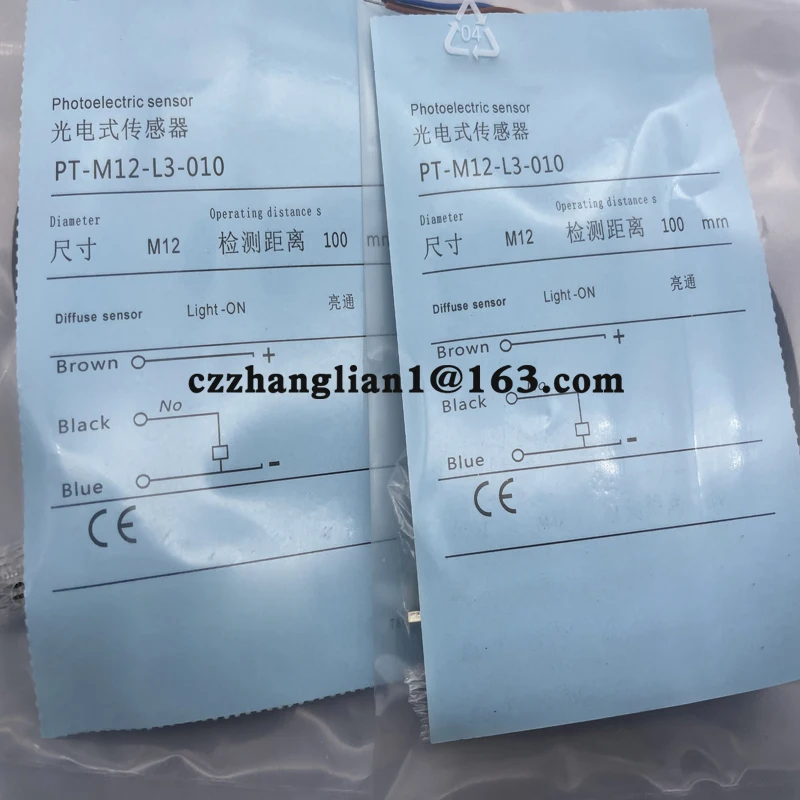 Photoelectric sensor
光电式传感器
PT-M12-L3-010
Diameter Operating distance s
尺寸 M12 检测距离 100 mm
Diffuse sensor Light-ON 亮通
Brown +
Black No
Blue -
CE
04
Photoelectric sensor
光电式传感器
PT-M12-L3-010
Diameter Operating distance s
尺寸 M12 检测距离 100 mm
Diffuse sensor Light-ON 亮通
Brown +
Black
Blue -
CE
czzhanglian1@163.com